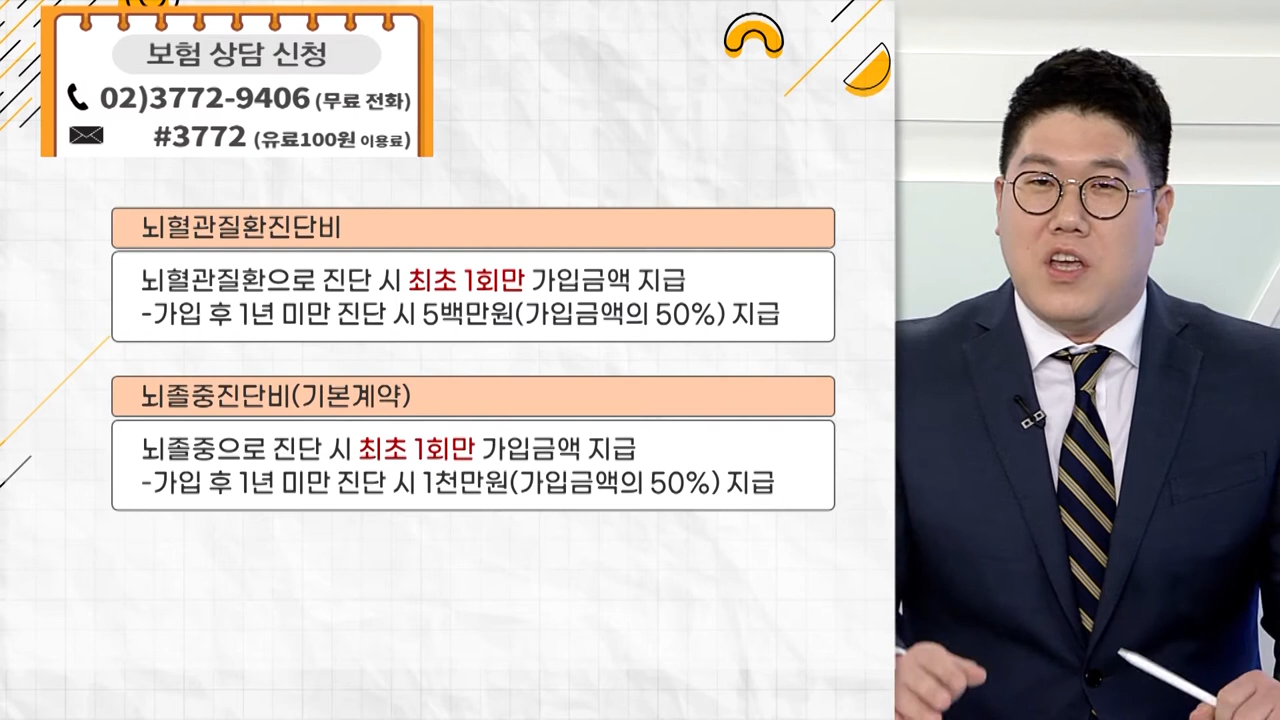 보험 상담 신청
02)3772-9406 (무료 전화)
#3772 (유료100원 이용료)
뇌혈관질환진단비
뇌혈관질환으로 진단 시 최초 1회만 가입금액 지급
-가입 후 1년 미만 진단 시 5백만원(가입금액의 50%) 지급
뇌졸중진단비(기본계약)
뇌졸중으로 진단 시 최초 1회만 가입금액 지급
-가입 후 1년 미만 진단 시 1천만원(가입금액의 50%) 지급